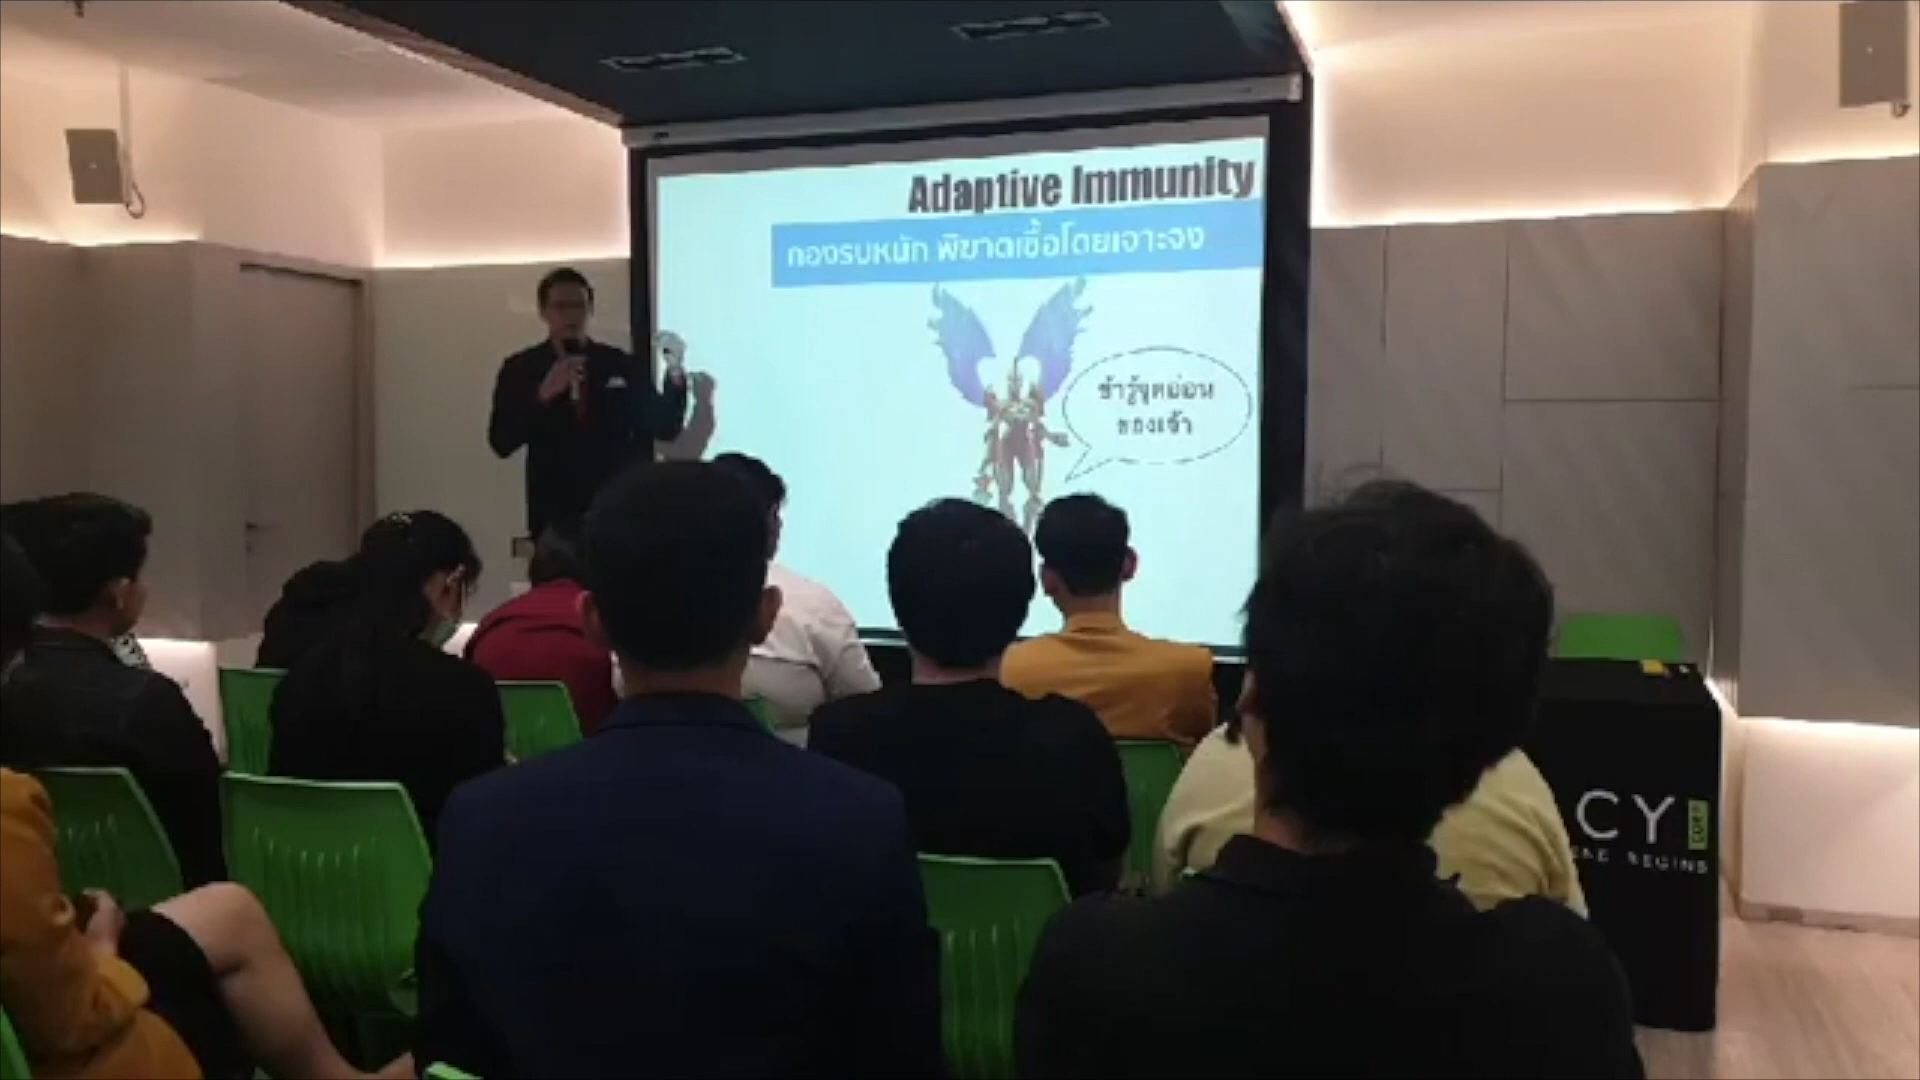 Adaptive Immunity
กองรบหนัก พิฆาตเชื้อโดยเจาะจง
ข้ารู้จุดอ่อน
ของเจ้า
CY
CORP
BEGINS